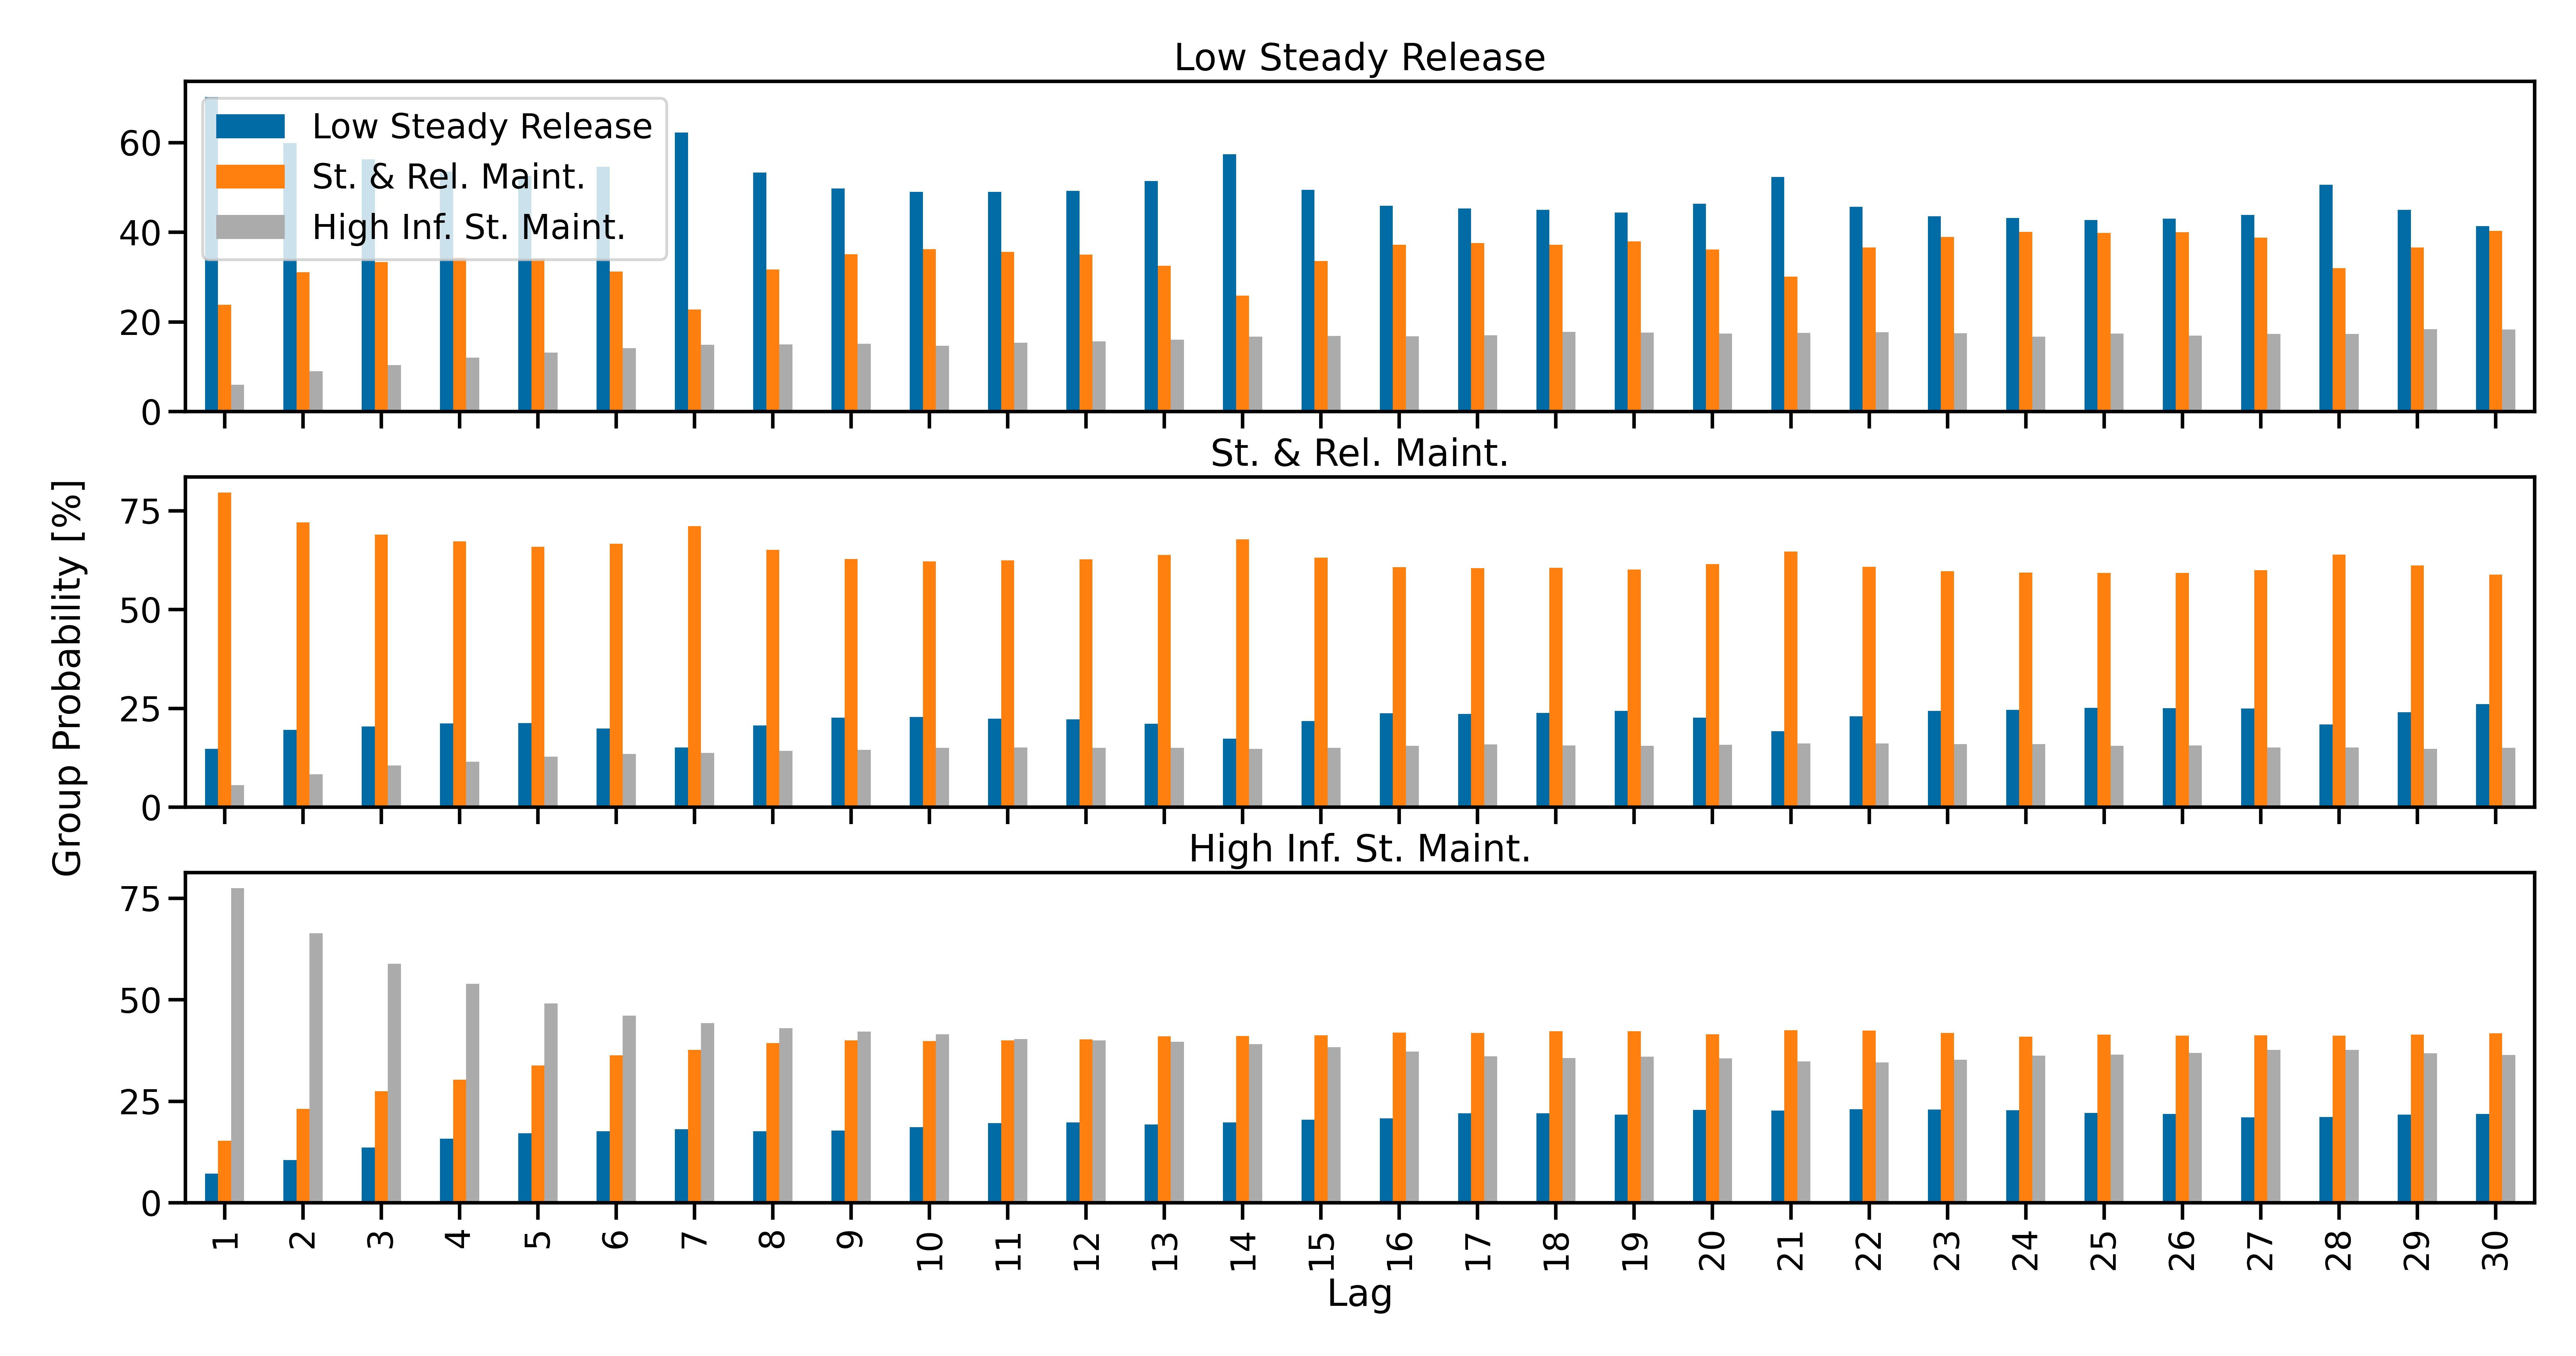 Low Steady Release
60
40
20
0
Low Steady Release
St. & Rel. Maint.
High Inf. St. Maint.
St. & Rel. Maint.
Group Probability [%]
75
50
25
0
High Inf. St. Maint.
75
50
25
0
1 2 3 4 5 6 7 8 9 10 11 12 13 14 15 16 17 18 19 20 21 22 23 24 25 26 27 28 29 30
Lag